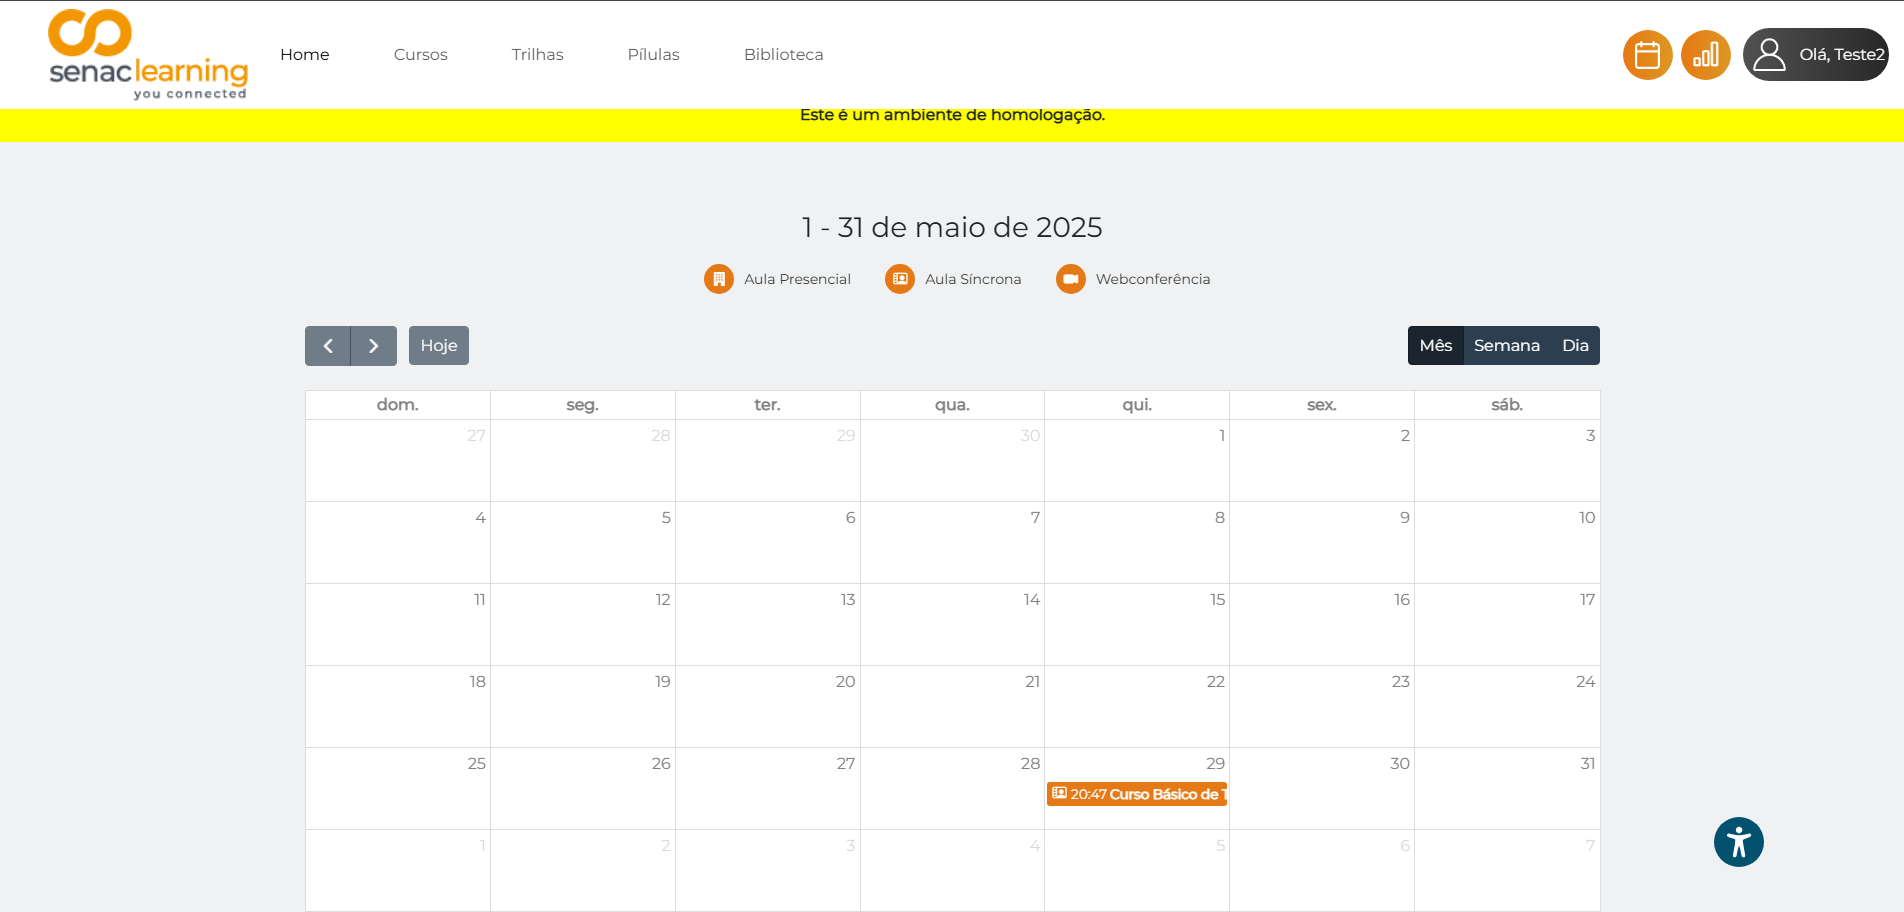 senaclearning
you connected
Home
Cursos
Trilhas
Pílulas
Biblioteca
Olá, Teste2
Este é um ambiente de homologação.
1 - 31 de maio de 2025
Aula Presencial
Aula Síncrona
Webconferência
Hoje
Mês
Semana
Dia
dom. seg. ter. qua. qui. sex. sáb.
27 28 29 30 1 2 3
4 5 6 7 8 9 10
11 12 13 14 15 16 17
18 19 20 21 22 23 24
25 26 27 28 29 30 31
20:47 Curso Básico de T
1 2 3 4 5 6 7